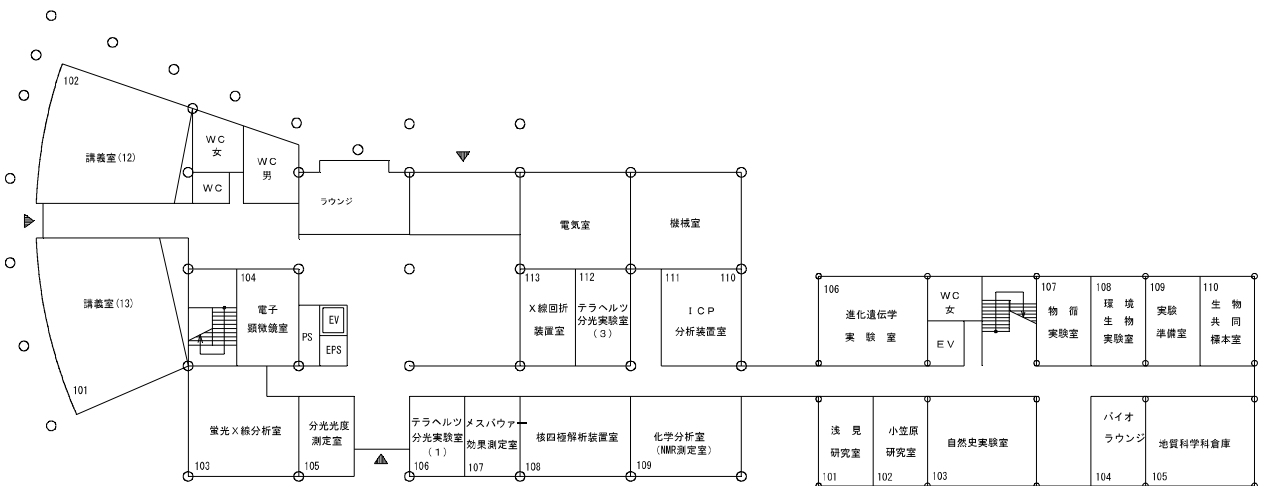 102
講義室(12)
WC
女
WC
男
WC
ラウンジ
電気室
機械室
講義室(13)
101
104
電子
顕微鏡室
PS
EV
EPS
113
X線回折
装置室
112
テラヘルツ
分光実験室
(3)
111
110
ICP
分析装置室
106
進化遺伝学
実験室
WC
女
EV
107
物循
実験室
108
環境
生物
実験室
109
実験
準備室
110
生物
共同
標本室
蛍光X線分析室
103
分光光度
測定室
105
テラヘルツ
分光実験室
(1)
106
メスバウァー
効果測定室
107
核四極解析装置室
108
化学分析室
(NMR測定室)
109
浅見
研究室
101
小笠原
研究室
102
自然史実験室
103
バイオ
ラウンジ
104
地質科学科倉庫
105